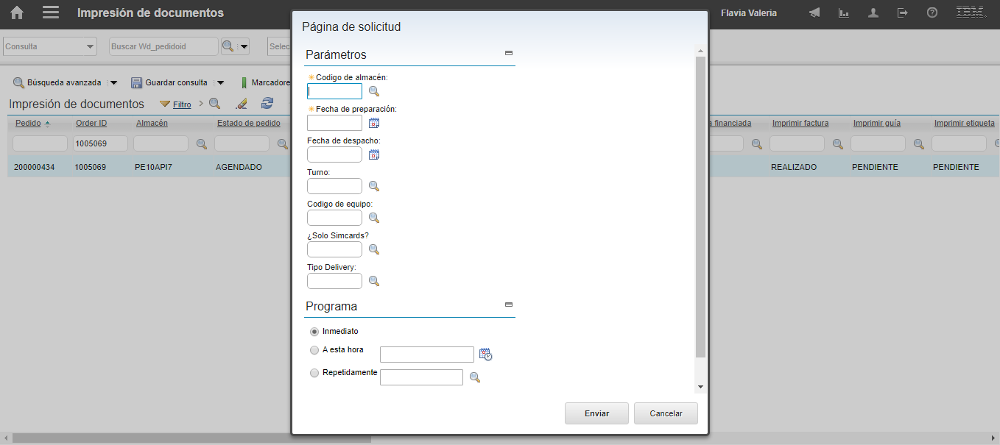 Impresión de documentos
Flavia Valeria
IBM
Consulta
Buscar Wd_pedidoid
Selec
Búsqueda avanzada
Guardar consulta
Marcadore
Impresión de documentos
Filtro
Pedido
Order ID
Almacén
Estado de pedido
financiada
Imprimir factura
Imprimir guía
Imprimir etiqueta
1005069
200000434
1005069
PE10API7
AGENDADO
REALIZADO
PENDIENTE
PENDIENTE
Página de solicitud
Parámetros
Codigo de almacén:
Fecha de preparación:
Fecha de despacho:
Turno:
Codigo de equipo:
¿Solo Simcards?
Tipo Delivery:
Programa
Inmediato
A esta hora
Repetidamente
Enviar
Cancelar